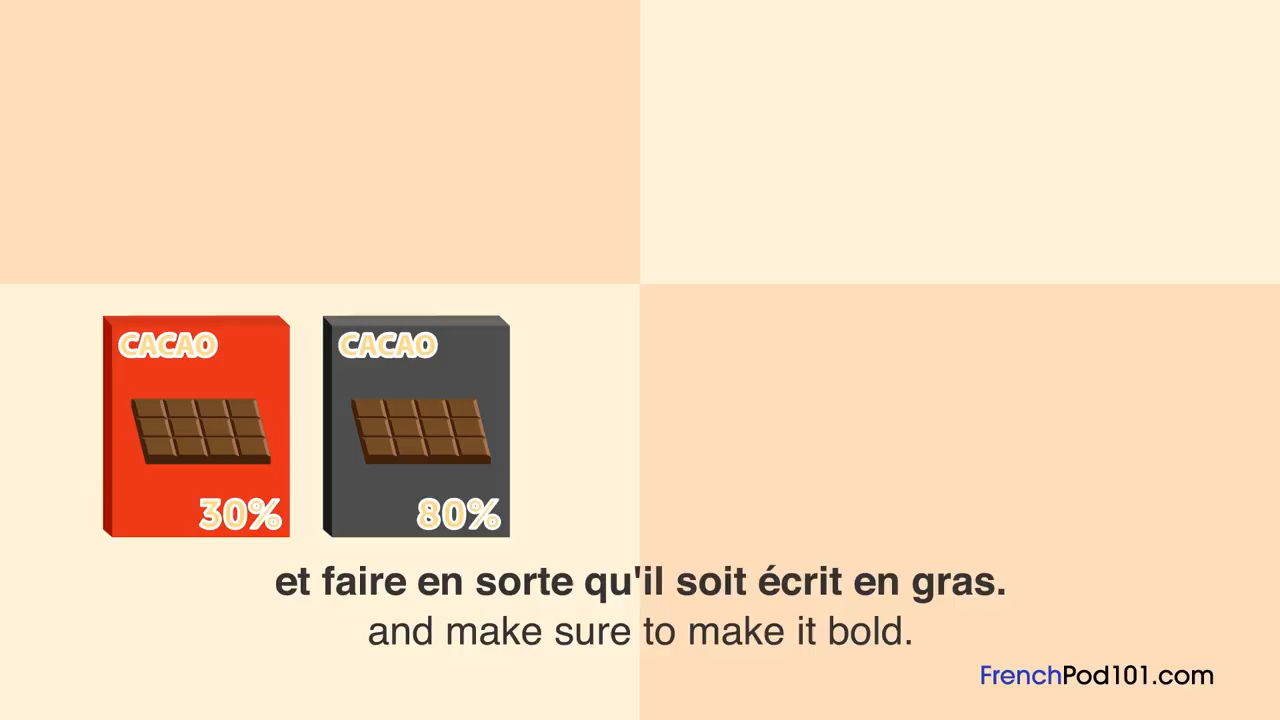 CACAO
30%
CACAO
80%
et faire en sorte qu'il soit écrit en gras.
and make sure to make it bold.
FrenchPod101.com